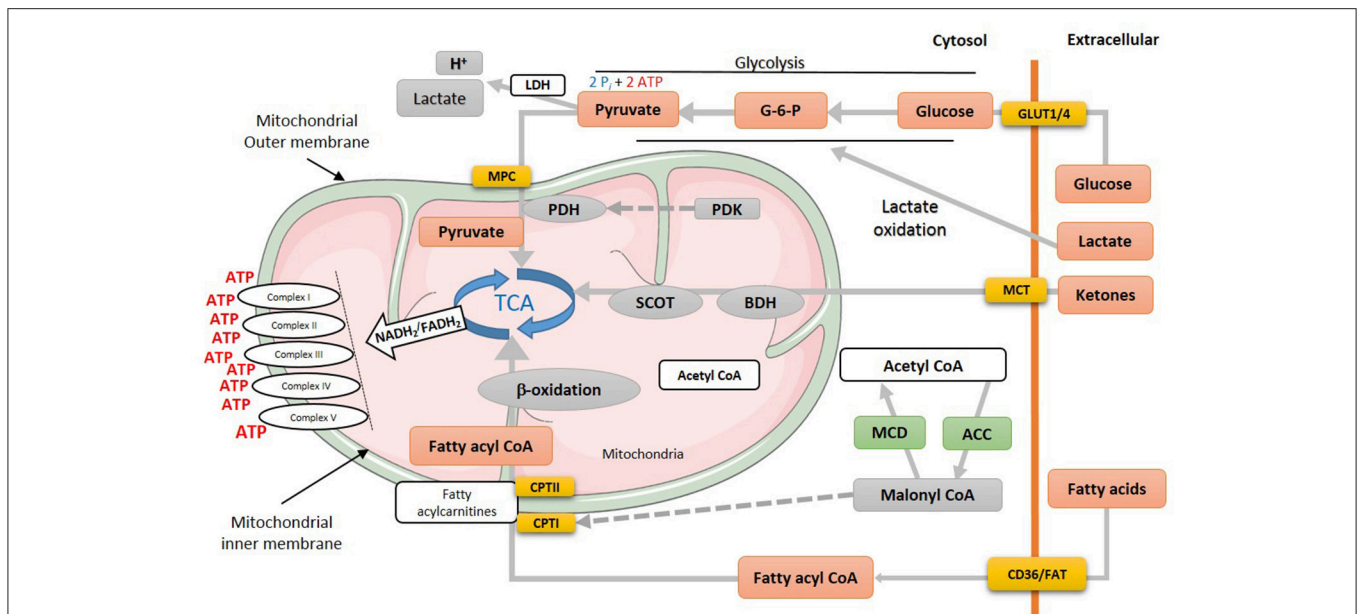 Cytosol
Extracellular
H⁺
Lactate
LDH
Glycolysis
2 Pᵢ + 2 ATP
Pyruvate
G-6-P
Glucose
GLUT1/4
Glucose
Mitochondrial
Outer membrane
MPC
PDH
PDK
Pyruvate
Lactate
oxidation
Lactate
TCA
SCOT
BDH
MCT
Ketones
NADH₂/FADH₂
ATP
Complex I
ATP
ATP
Complex II
ATP
Complex III
ATP
ATP
Complex IV
ATP
ATP
Complex V
ATP
Acetyl CoA
Acetyl CoA
β-oxidation
MCD
ACC
Fatty acyl CoA
Mitochondria
Malonyl CoA
Fatty acids
CPTII
Fatty
acylcarnitines
CPTI
Mitochondrial
inner membrane
Fatty acyl CoA
CD36/FAT